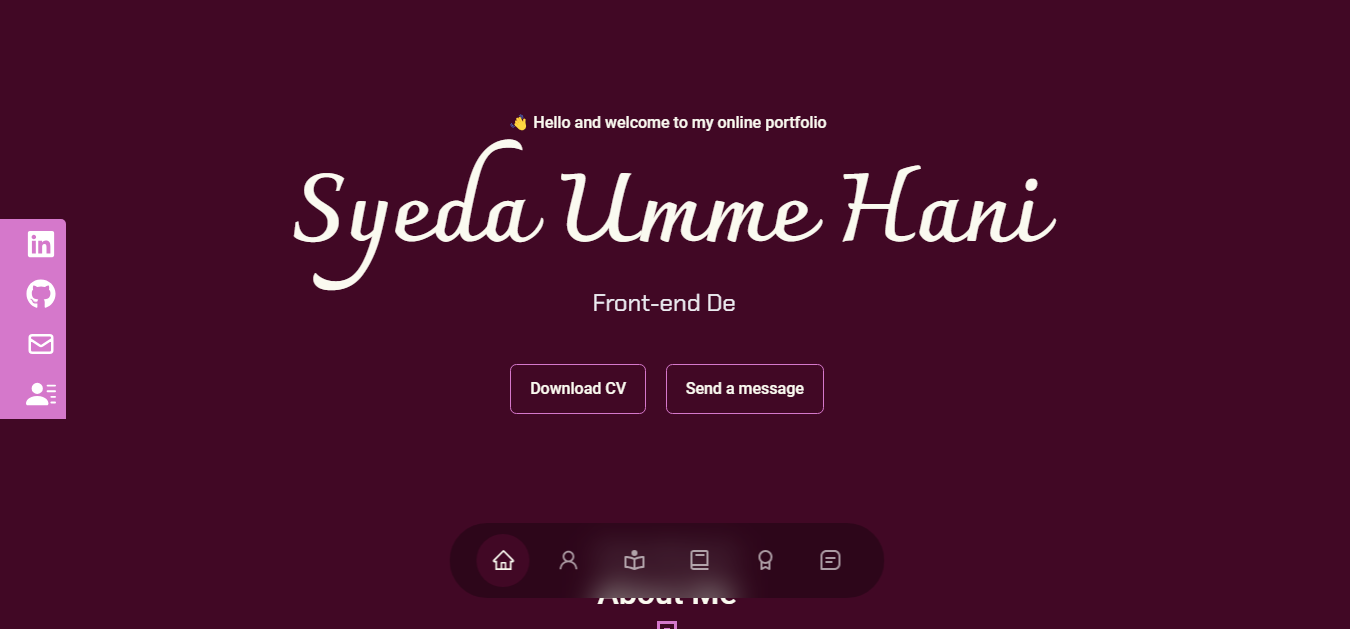 👋 Hello and welcome to my online portfolio
Syeda Umme Hani
Front-end De
Download CV
Send a message
About Me